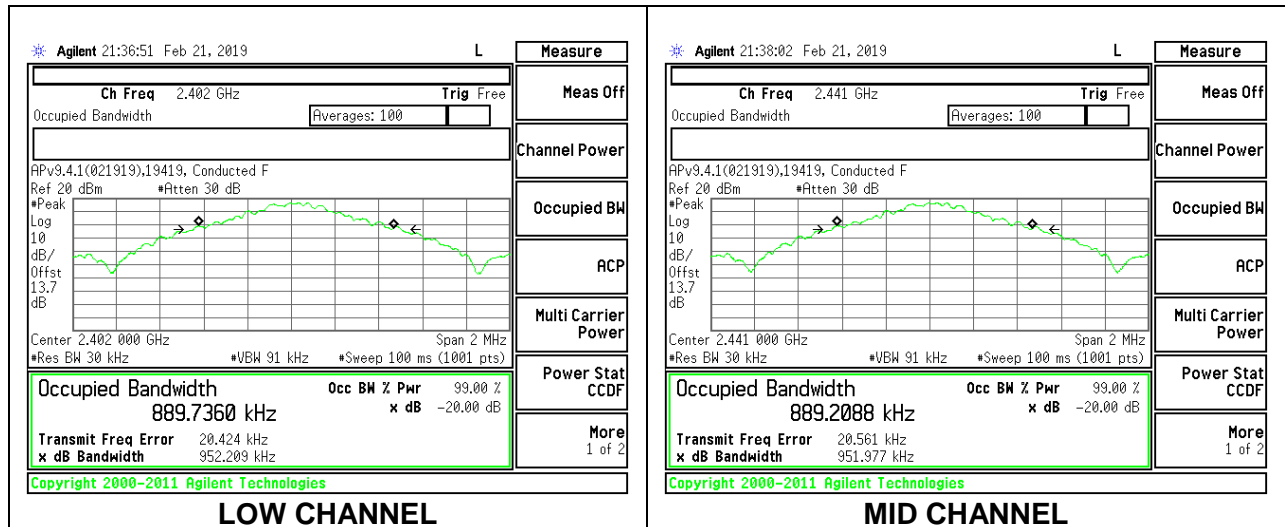 Agilent 21:36:51 Feb 21, 2019 L
Measure
Ch Freq 2.402 GHz Trig Free
Occupied Bandwidth Averages: 100
APv9.4.1(021919),19419, Conducted F
Ref 20 dBm #Atten 30 dB
#Peak
Log
10
dB/
Offst
13.7
dB
Center 2.402 000 GHz Span 2 MHz
#Res BW 30 kHz #VBW 91 kHz #Sweep 100 ms (1001 pts)
Occupied Bandwidth Occ BW % Pwr 99.00 %
889.7360 kHz x dB -20.00 dB
Transmit Freq Error 20.424 kHz
x dB Bandwidth 952.209 kHz
Copyright 2000-2011 Agilent Technologies
Meas Off
Channel Power
Occupied BW
ACP
Multi Carrier
Power
Power Stat
CCDF
More
1 of 2
LOW CHANNEL
Agilent 21:38:02 Feb 21, 2019 L
Measure
Ch Freq 2.441 GHz Trig Free
Occupied Bandwidth Averages: 100
APv9.4.1(021919),19419, Conducted F
Ref 20 dBm #Atten 30 dB
#Peak
Log
10
dB/
Offst
13.7
dB
Center 2.441 000 GHz Span 2 MHz
#Res BW 30 kHz #VBW 91 kHz #Sweep 100 ms (1001 pts)
Occupied Bandwidth Occ BW % Pwr 99.00 %
889.2088 kHz x dB -20.00 dB
Transmit Freq Error 20.561 kHz
x dB Bandwidth 951.977 kHz
Copyright 2000-2011 Agilent Technologies
Meas Off
Channel Power
Occupied BW
ACP
Multi Carrier
Power
Power Stat
CCDF
More
1 of 2
MID CHANNEL